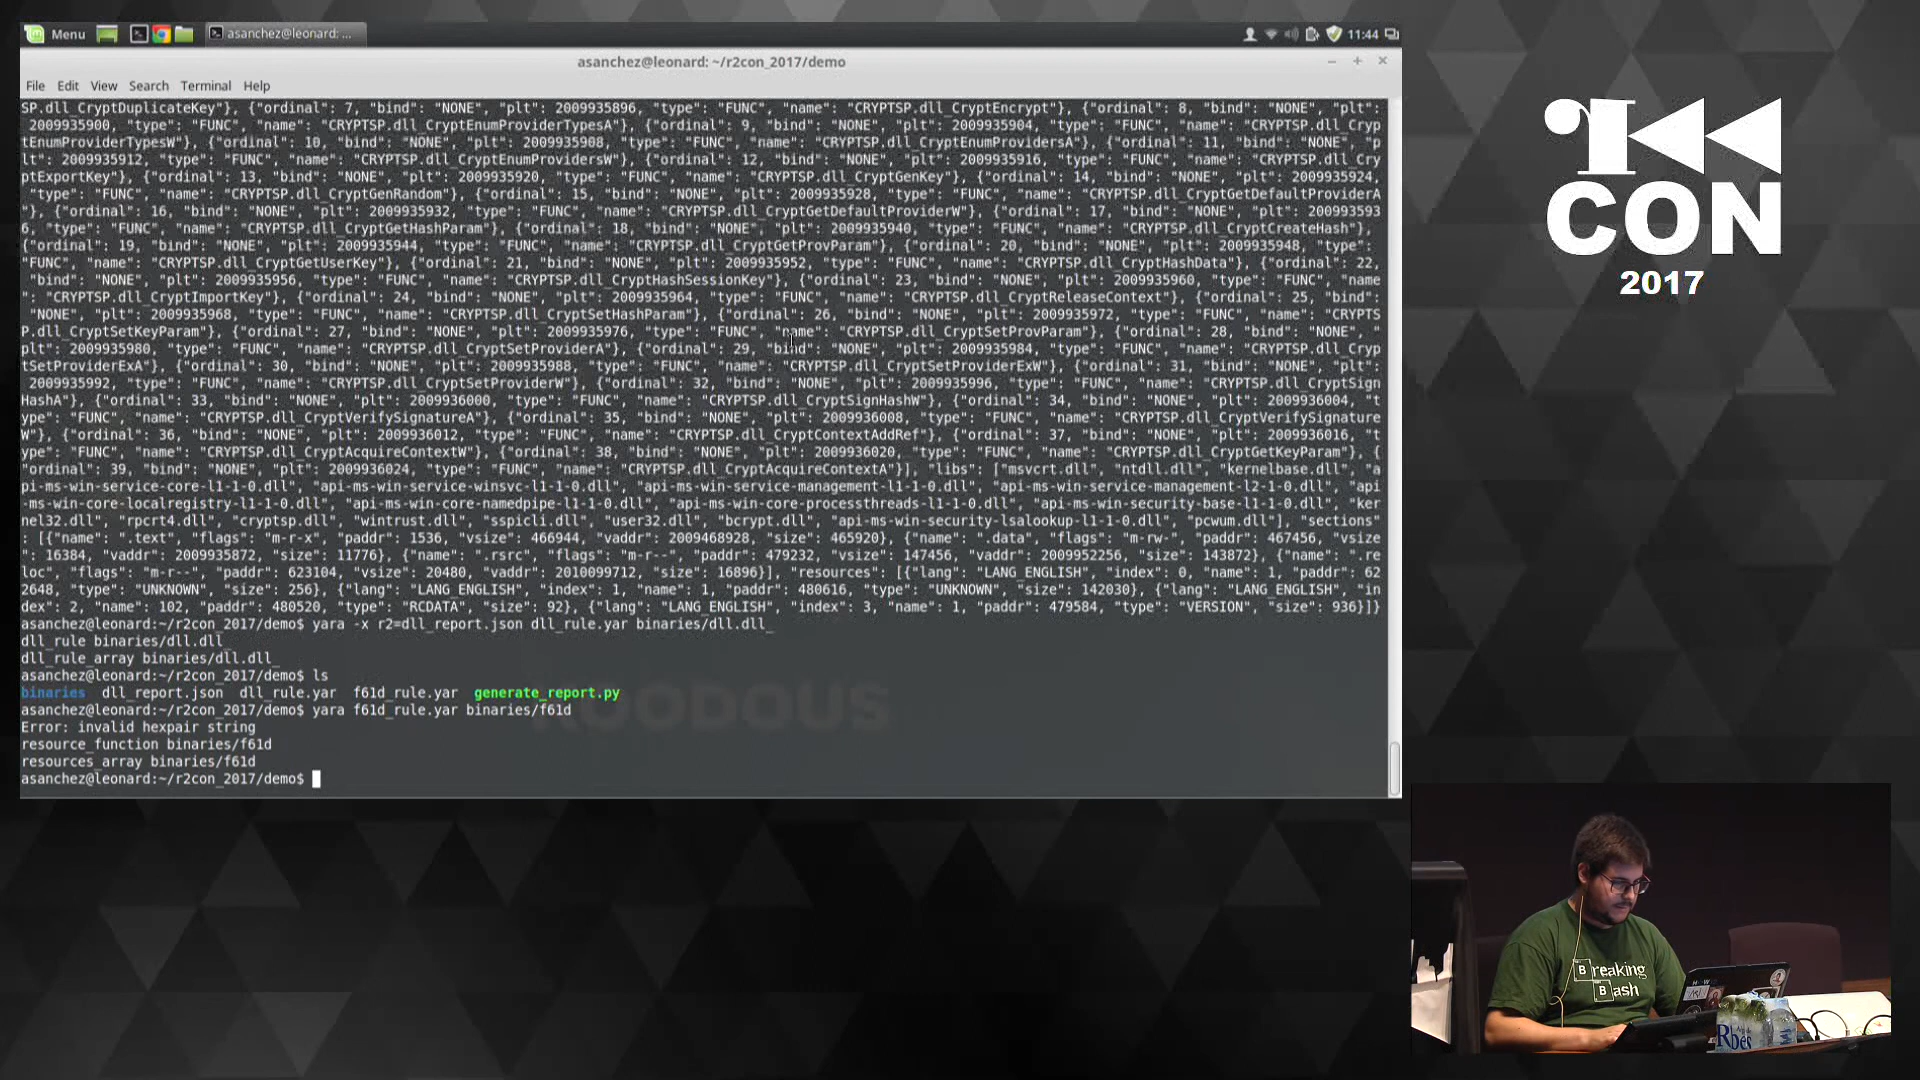 Menu
asanchez@leonard: ...
11:44
asanchez@leonard: ~/r2con_2017/demo
File Edit View Search Terminal Help
SP.dll_CryptDuplicateKey"}, {"ordinal": 7, "bind": "NONE", "plt": 2009935896, "type": "FUNC", "name": "CRYPTSP.dll_CryptEncrypt"}, {"ordinal": 8, "bind": "NONE", "plt":
2009935900, "type": "FUNC", "name": "CRYPTSP.dll_CryptEnumProviderTypesA"}, {"ordinal": 9, "bind": "NONE", "plt": 2009935904, "type": "FUNC", "name": "CRYPTSP.dll_Cryp
tEnumProviderTypesW"}, {"ordinal": 10, "bind": "NONE", "plt": 2009935908, "type": "FUNC", "name": "CRYPTSP.dll_CryptEnumProvidersA"}, {"ordinal": 11, "bind": "NONE", "p
lt": 2009935912, "type": "FUNC", "name": "CRYPTSP.dll_CryptEnumProvidersW"}, {"ordinal": 12, "bind": "NONE", "plt": 2009935916, "type": "FUNC", "name": "CRYPTSP.dll_Cry
ptExportKey"}, {"ordinal": 13, "bind": "NONE", "plt": 2009935920, "type": "FUNC", "name": "CRYPTSP.dll_CryptGenKey"}, {"ordinal": 14, "bind": "NONE", "plt": 2009935924,
"type": "FUNC", "name": "CRYPTSP.dll_CryptGenRandom"}, {"ordinal": 15, "bind": "NONE", "plt": 2009935928, "type": "FUNC", "name": "CRYPTSP.dll_CryptGetDefaultProviderA
"}, {"ordinal": 16, "bind": "NONE", "plt": 2009935932, "type": "FUNC", "name": "CRYPTSP.dll_CryptGetDefaultProviderW"}, {"ordinal": 17, "bind": "NONE", "plt": 200993593
6, "type": "FUNC", "name": "CRYPTSP.dll_CryptGetHashParam"}, {"ordinal": 18, "bind": "NONE", "plt": 2009935940, "type": "FUNC", "name": "CRYPTSP.dll_CryptCreateHash"},
{"ordinal": 19, "bind": "NONE", "plt": 2009935944, "type": "FUNC", "name": "CRYPTSP.dll_CryptGetProvParam"}, {"ordinal": 20, "bind": "NONE", "plt": 2009935948, "type":
"FUNC", "name": "CRYPTSP.dll_CryptGetUserKey"}, {"ordinal": 21, "bind": "NONE", "plt": 2009935952, "type": "FUNC", "name": "CRYPTSP.dll_CryptHashData"}, {"ordinal": 22,
"bind": "NONE", "plt": 2009935956, "type": "FUNC", "name": "CRYPTSP.dll_CryptHashSessionKey"}, {"ordinal": 23, "bind": "NONE", "plt": 2009935960, "type": "FUNC", "name
": "CRYPTSP.dll_CryptImportKey"}, {"ordinal": 24, "bind": "NONE", "plt": 2009935964, "type": "FUNC", "name": "CRYPTSP.dll_CryptReleaseContext"}, {"ordinal": 25, "bind":
"NONE", "plt": 2009935968, "type": "FUNC", "name": "CRYPTSP.dll_CryptSetHashParam"}, {"ordinal": 26, "bind": "NONE", "plt": 2009935972, "type": "FUNC", "name": "CRYPTS
P.dll_CryptSetKeyParam"}, {"ordinal": 27, "bind": "NONE", "plt": 2009935976, "type": "FUNC", "name": "CRYPTSP.dll_CryptSetProvParam"}, {"ordinal": 28, "bind": "NONE", "
plt": 2009935980, "type": "FUNC", "name": "CRYPTSP.dll_CryptSetProviderA"}, {"ordinal": 29, "bind": "NONE", "plt": 2009935984, "type": "FUNC", "name": "CRYPTSP.dll_Cryp
tSetProviderExA"}, {"ordinal": 30, "bind": "NONE", "plt": 2009935988, "type": "FUNC", "name": "CRYPTSP.dll_CryptSetProviderExW"}, {"ordinal": 31, "bind": "NONE", "plt":
2009935992, "type": "FUNC", "name": "CRYPTSP.dll_CryptSetProviderW"}, {"ordinal": 32, "bind": "NONE", "plt": 2009935996, "type": "FUNC", "name": "CRYPTSP.dll_CryptSign
HashA"}, {"ordinal": 33, "bind": "NONE", "plt": 2009936000, "type": "FUNC", "name": "CRYPTSP.dll_CryptSignHashW"}, {"ordinal": 34, "bind": "NONE", "plt": 2009936004, "t
ype": "FUNC", "name": "CRYPTSP.dll_CryptVerifySignatureA"}, {"ordinal": 35, "bind": "NONE", "plt": 2009936008, "type": "FUNC", "name": "CRYPTSP.dll_CryptVerifySignature
W"}, {"ordinal": 36, "bind": "NONE", "plt": 2009936012, "type": "FUNC", "name": "CRYPTSP.dll_CryptContextAddRef"}, {"ordinal": 37, "bind": "NONE", "plt": 2009936016, "t
ype": "FUNC", "name": "CRYPTSP.dll_CryptAcquireContextW"}, {"ordinal": 38, "bind": "NONE", "plt": 2009936020, "type": "FUNC", "name": "CRYPTSP.dll_CryptGetKeyParam"}, {
"ordinal": 39, "bind": "NONE", "plt": 2009936024, "type": "FUNC", "name": "CRYPTSP.dll_CryptAcquireContextA"}], "libs": ["msvcrt.dll", "ntdll.dll", "kernelbase.dll", "a
pi-ms-win-service-core-l1-1-0.dll", "api-ms-win-service-winsvc-l1-1-0.dll", "api-ms-win-service-management-l1-1-0.dll", "api-ms-win-service-management-l2-1-0.dll", "api
-ms-win-core-localregistry-l1-1-0.dll", "api-ms-win-core-namedpipe-l1-1-0.dll", "api-ms-win-core-processthreads-l1-1-0.dll", "api-ms-win-security-base-l1-1-0.dll", "ker
nel32.dll", "rpcrt4.dll", "cryptsp.dll", "wintrust.dll", "sspicli.dll", "user32.dll", "bcrypt.dll", "api-ms-win-security-lsalookup-l1-1-0.dll", "pcwum.dll"], "sections"
: [{"name": ".text", "flags": "m-r-x", "paddr": 1536, "vsize": 466944, "vaddr": 2009468928, "size": 465920}, {"name": ".data", "flags": "m-rw-", "paddr": 467456, "vsize
": 16384, "vaddr": 2009935872, "size": 11776}, {"name": ".rsrc", "flags": "m-r--", "paddr": 479232, "vsize": 147456, "vaddr": 2009952256, "size": 143872}, {"name": ".re
loc", "flags": "m-r--", "paddr": 623104, "vsize": 20480, "vaddr": 2010099712, "size": 16896}], "resources": [{"lang": "LANG_ENGLISH", "index": 0, "name": 1, "paddr": 62
2648, "type": "UNKNOWN", "size": 256}, {"lang": "LANG_ENGLISH", "index": 1, "name": 1, "paddr": 480616, "type": "UNKNOWN", "size": 142030}, {"lang": "LANG_ENGLISH", "in
dex": 2, "name": 102, "paddr": 480520, "type": "RCDATA", "size": 92}, {"lang": "LANG_ENGLISH", "index": 3, "name": 1, "paddr": 479584, "type": "VERSION", "size": 936}]}
asanchez@leonard:~/r2con_2017/demo$ yara -x r2=dll_report.json dll_rule.yar binaries/dll.dll_
dll_rule binaries/dll.dll_
dll_rule_array binaries/dll.dll_
asanchez@leonard:~/r2con_2017/demo$ ls
binaries dll_report.json dll_rule.yar f61d_rule.yar generate_report.py
asanchez@leonard:~/r2con_2017/demo$ yara f61d_rule.yar binaries/f61d
Error: invalid hexpair string
resource_function binaries/f61d
resources_array binaries/f61d
asanchez@leonard:~/r2con_2017/demo$
KOODOUS
CON
2017
Breaking
Bash